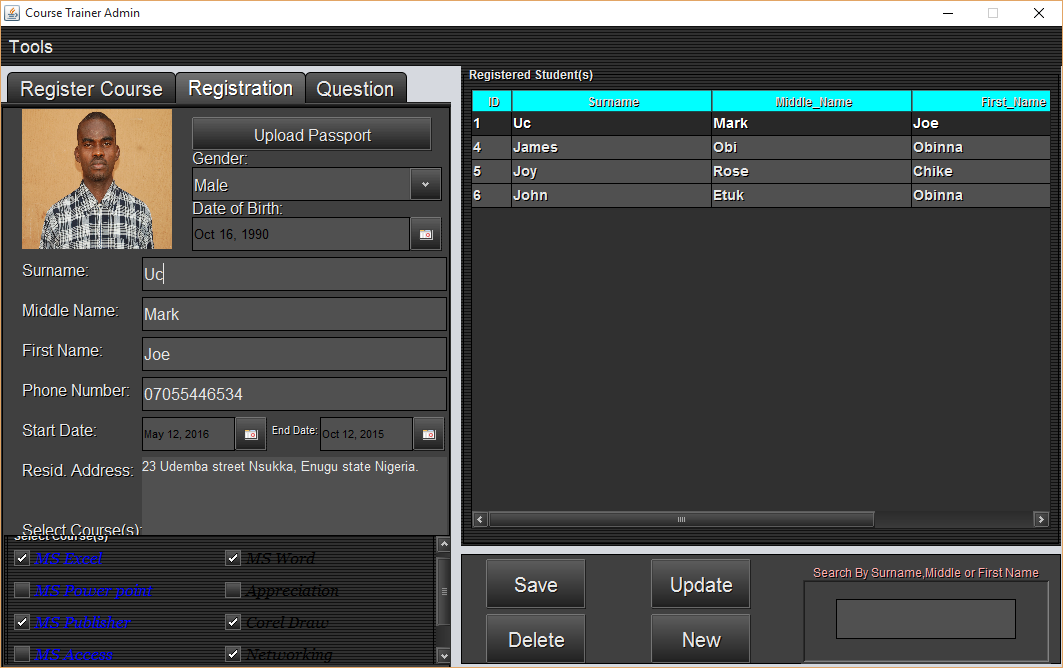 Course Trainer Admin
Tools
Register Course
Registration
Question
Upload Passport
Gender:
Male
Date of Birth:
Oct 16, 1990
Surname:
Uc
Middle Name:
Mark
First Name:
Joe
Phone Number:
07055446534
Start Date:
May 12, 2016
End Date:
Oct 12, 2015
Resid. Address:
23 Udemba street Nsukka, Enugu state Nigeria.
Select Course(s):
Select Course(s)
MS Excel
MS Word
MS Power point
Appreciation
MS Publisher
Corel Draw
MS Access
Networking
Registered Student(s)
ID Surname Middle_Name First_Name
1 Uc Mark Joe
4 James Obi Obinna
5 Joy Rose Chike
6 John Etuk Obinna
Save
Update
Delete
New
Search By Surname,Middle or First Name